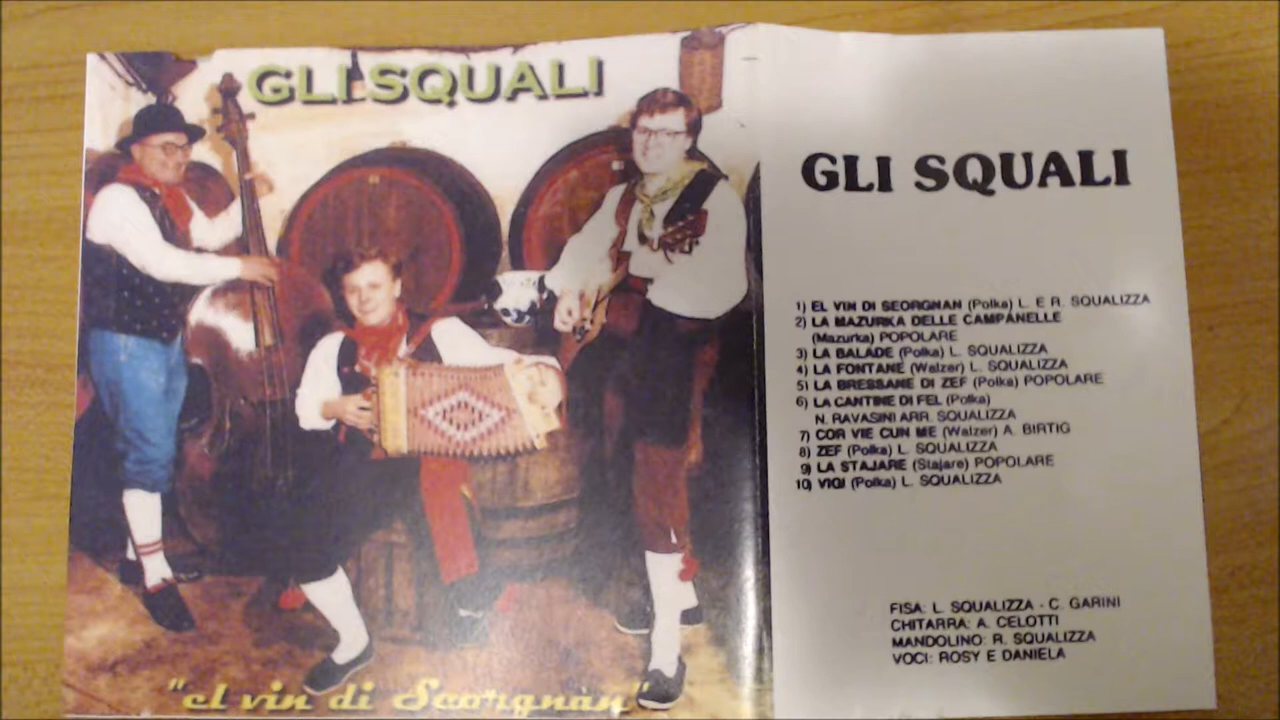 GLI SQUALI
"el vin di Scorgnàn"
GLI SQUALI
1) EL VIN DI SEORGNAN (Polka) L. E R. SQUALIZZA
2) LA MAZURKA DELLE CAMPANELLE
(Mazurka) POPOLARE
3) LA BALADE (Polka) L. SQUALIZZA
4) LA FONTANE (Walzer) L. SQUALIZZA
5) LA BRESSANE DI ZEF (Polka) POPOLARE
6) LA CANTINE DI FEL (Polka)
N. RAVASINI ARR. SQUALIZZA
7) COR VIE CUN ME (Walzer) A. BIRTIG
8) ZEF (Polka) L. SQUALIZZA
9) LA STAJARE (Stajare) POPOLARE
10) VIGI (Polka) L. SQUALIZZA
FISA: L. SQUALIZZA - C. GARINI
CHITARRA: A. CELOTTI
MANDOLINO: R. SQUALIZZA
VOCI: ROSY E DANIELA